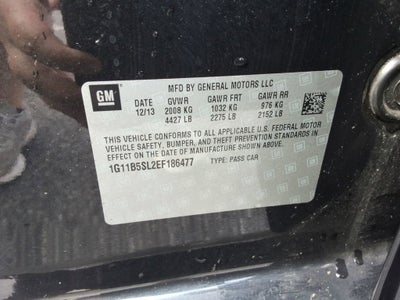 GM
MFD BY GENERAL MOTORS LLC
DATE GVWR GAWR FRT GAWR RR
12/13 2008 KG 1032 KG 976 KG
4427 LB 2275 LB 2152 LB
THIS VEHICLE CONFORMS TO ALL APPLICABLE U.S. FEDERAL MOTOR
VEHICLE SAFETY, BUMPER, AND THEFT PREVENTION STANDARDS
IN EFFECT ON THE DATE OF MANUFACTURE SHOWN ABOVE.
1G11B5SL2EF186477 TYPE: PASS CAR